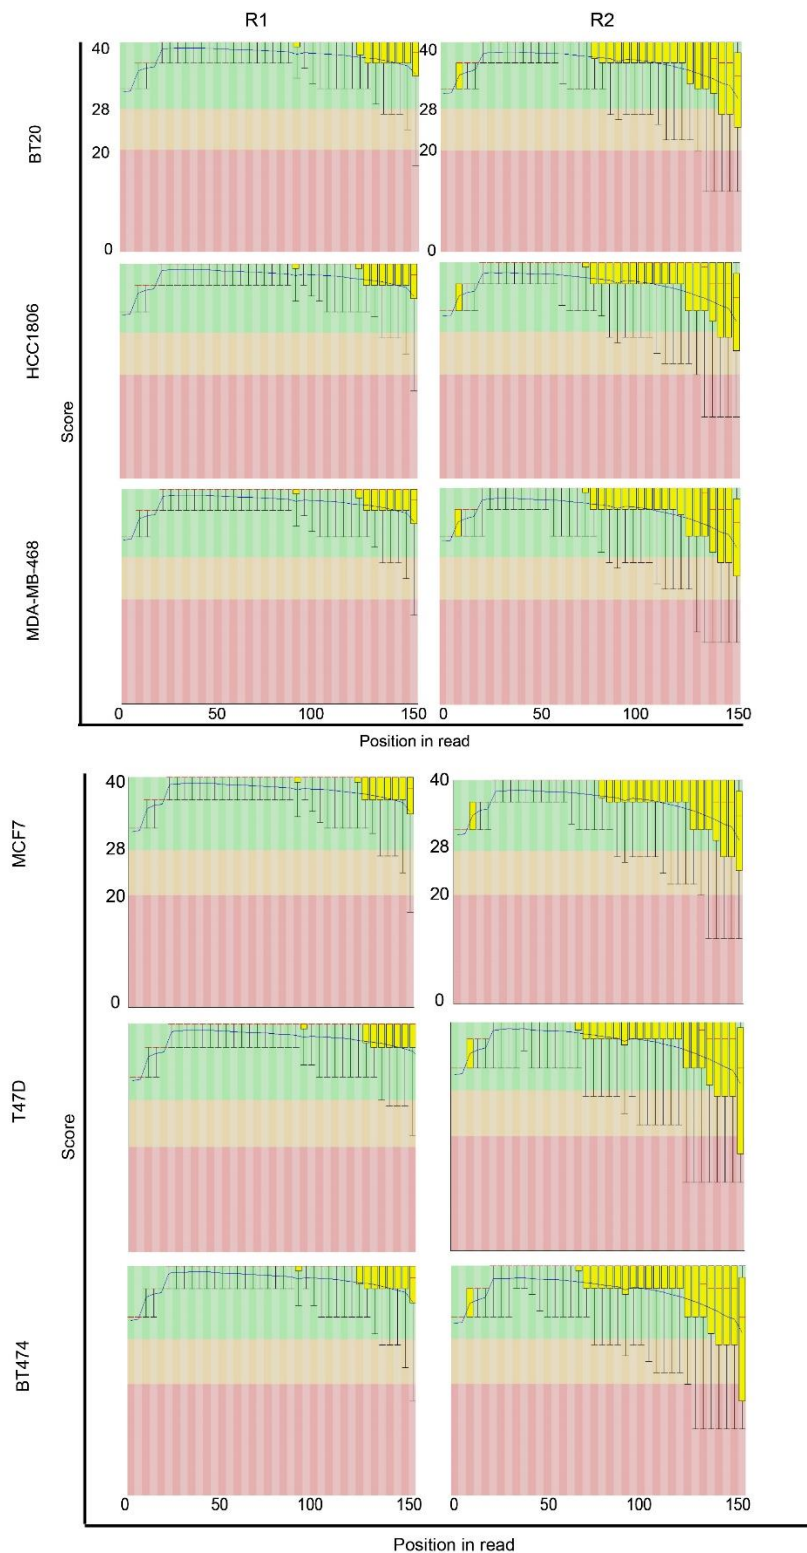 R1 R2
BT20
40 40
28 28
20 20
0 0
HCC1806
Score
MDA-MB-468
0 50 100 150 0 50 100 150
Position in read
MCF7
40 40
28 28
20 20
0 0
T47D
Score
BT474
0 50 100 150 0 50 100 150
Position in read